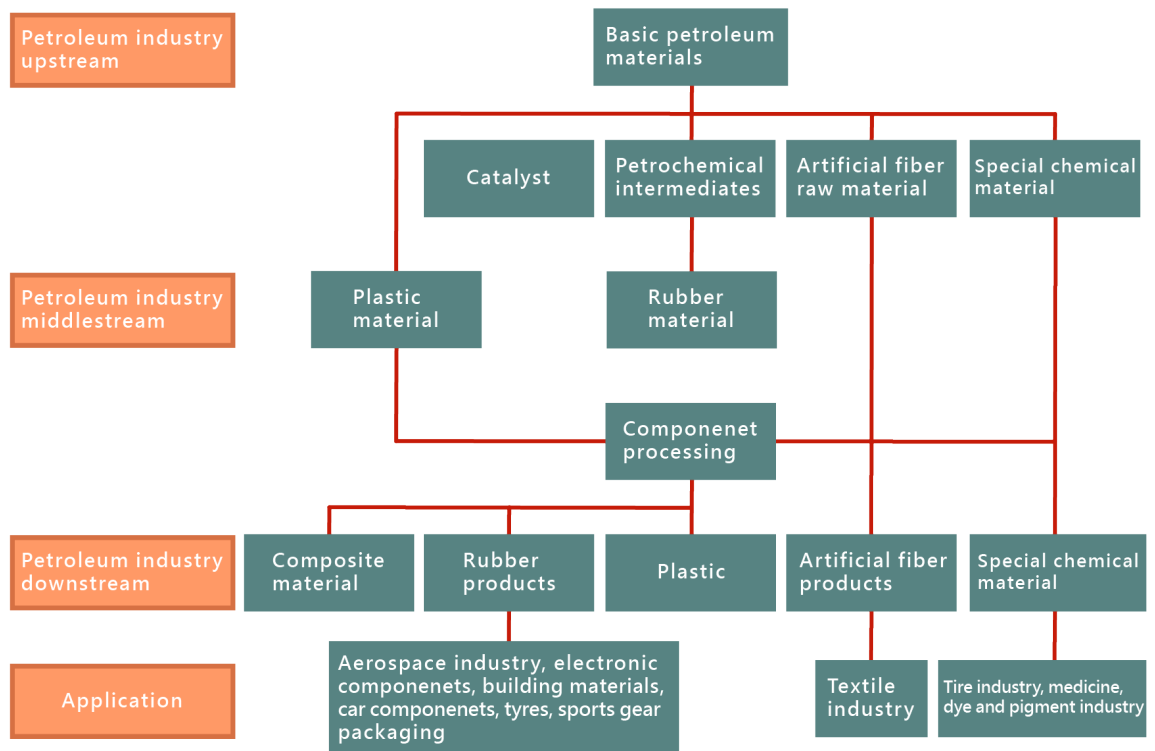 Petroleum industry
upstream
Basic petroleum
materials
Catalyst
Petrochemical
intermediates
Artificial fiber
raw material
Special chemical
material
Petroleum industry
middlestream
Plastic
material
Rubber
material
Componenet
processing
Petroleum industry
downstream
Composite
material
Rubber
products
Plastic
Artificial fiber
products
Special chemical
material
Application
Aerospace industry, electronic
componenets, building materials,
car componenets, tyres, sports gear
packaging
Textile
industry
Tire industry, medicine,
dye and pigment industry